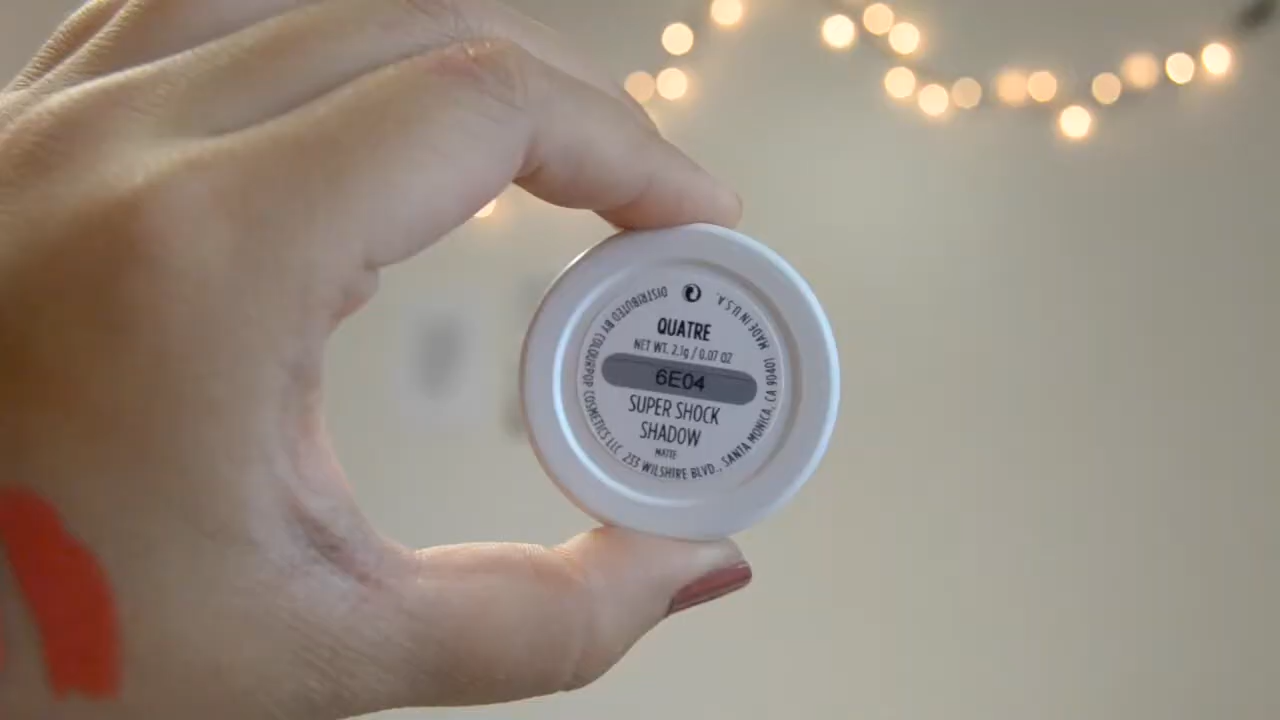 QUATRE
NET WT. 2.1g / 0.07 OZ
6E04
SUPER SHOCK
SHADOW
MATTE
DISTRIBUTED BY COLOURPOP COSMETICS LLC 233 WILSHIRE BLVD., SANTA MONICA, CA 90401 MADE IN U.S.A.